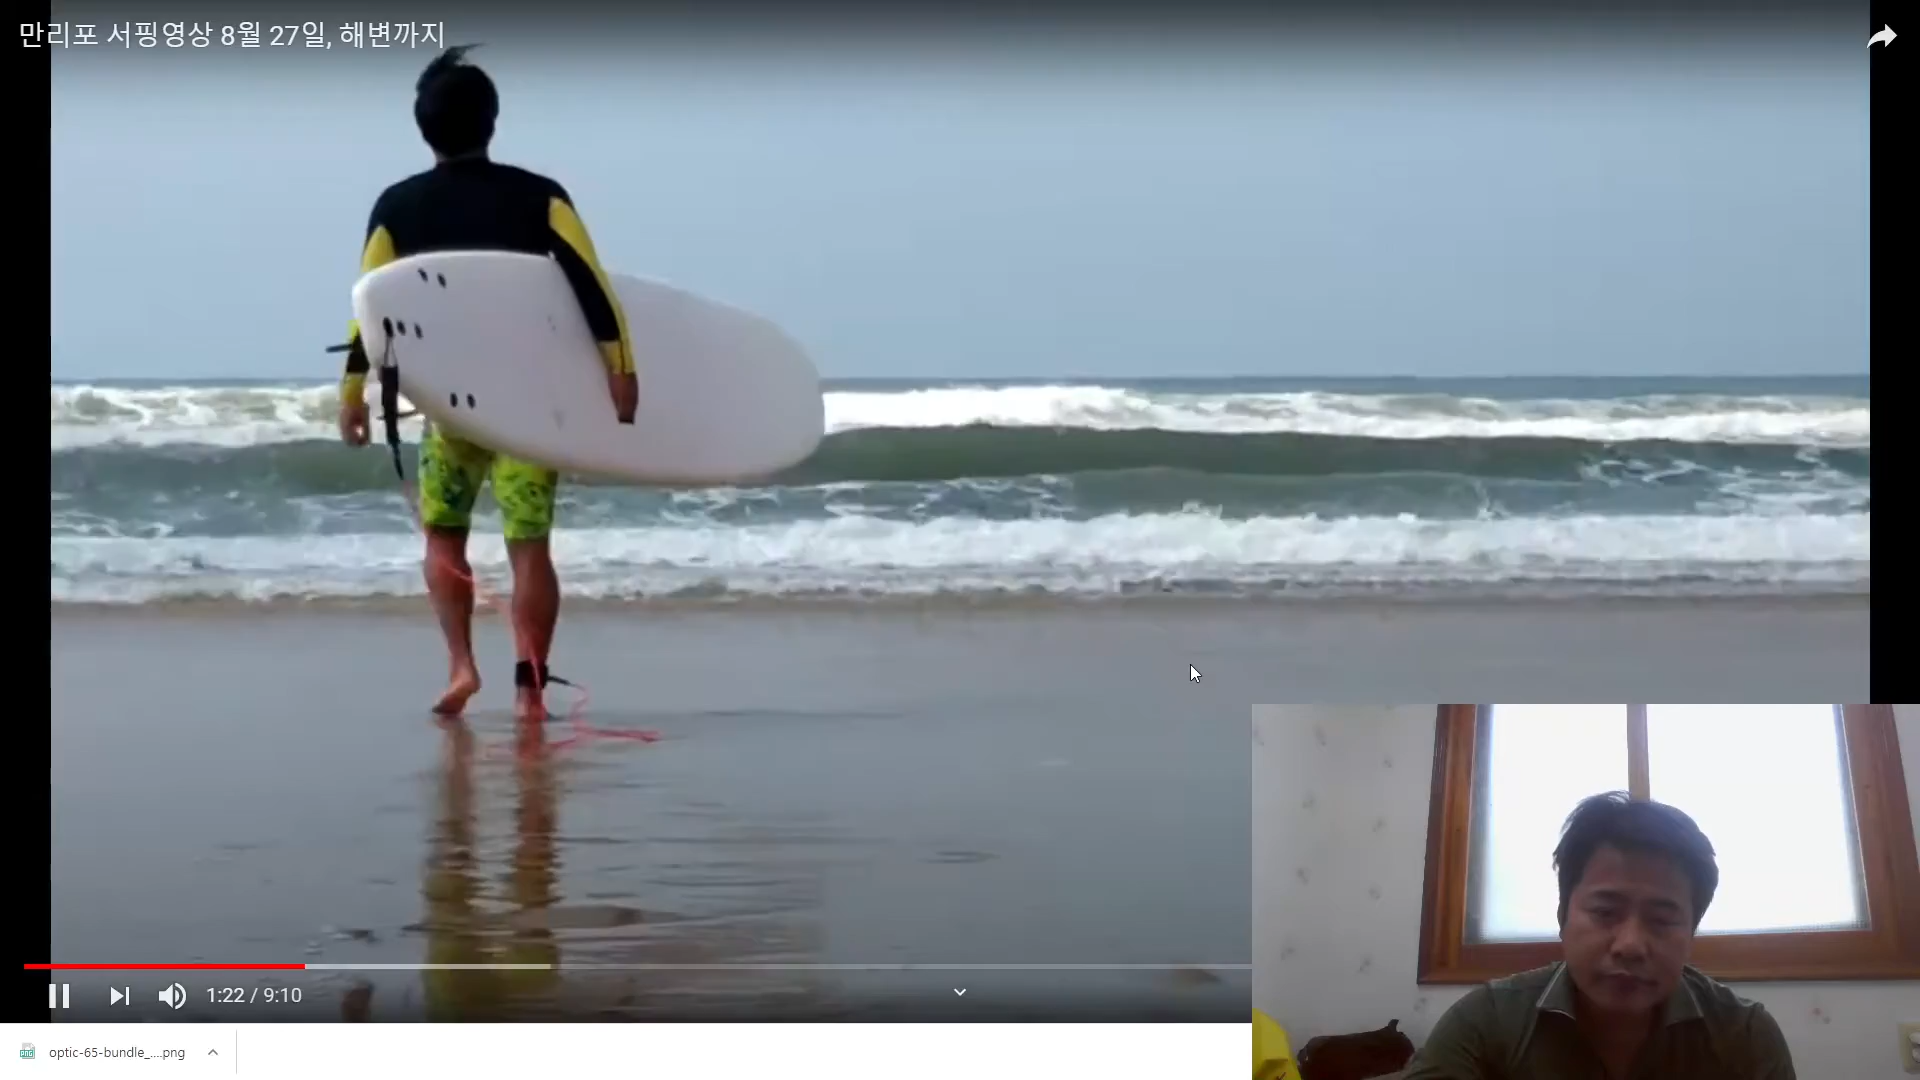 만리포 서핑영상 8월 27일, 해변까지
1:22 / 9:10
optic-65-bundle_....png